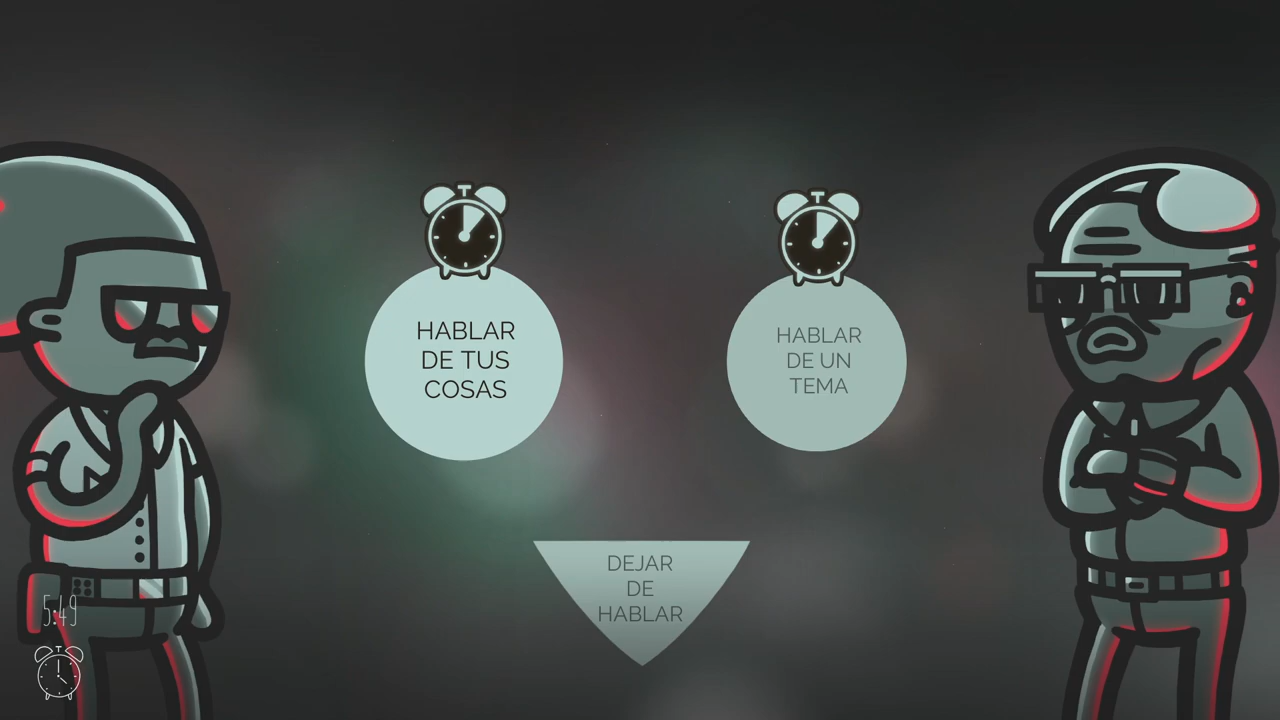 HABLAR
DE TUS
COSAS
HABLAR
DE UN
TEMA
DEJAR
DE
HABLAR
5:49